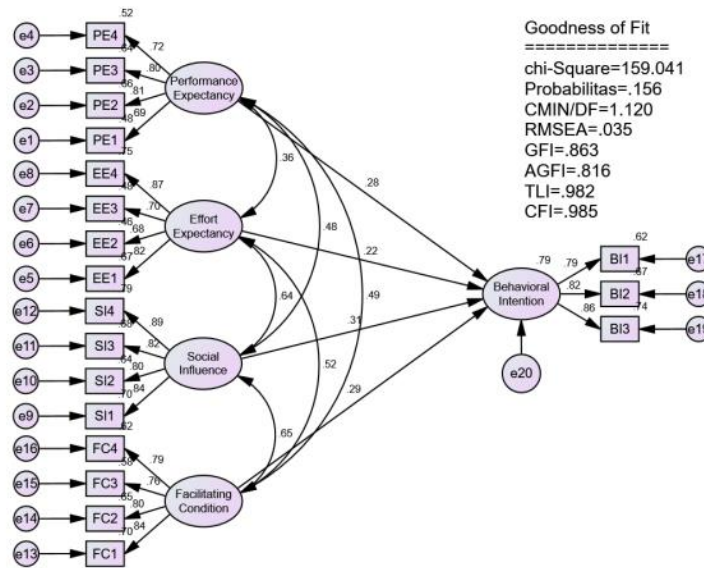 Goodness of Fit
==============
chi-Square=159.041
Probabilitas=.156
CMIN/DF=1.120
RMSEA=.035
GFI=.863
AGFI=.816
TLI=.982
CFI=.985
.52
e4 PE4 .72
.64
e3 PE3 .80
.66
e2 PE2 .81
.48
e1 PE1 .69
Performance
Expectancy
.75
e8 EE4 .87
.48
e7 EE3 .70
.46
e6 EE2 .68
.67
e5 EE1 .82
Effort
Expectancy
.79
e12 SI4 .89
.68
e11 SI3 .82
.64
e10 SI2 .80
.70
e9 SI1 .84
Social
Influence
.62
e16 FC4 .79
.58
e15 FC3 .76
.65
e14 FC2 .80
.70
e13 FC1 .84
Facilitating
Condition
.36
.48
.49
.64
.52
.65
.28
.22
.31
.29
.79
Behavioral
Intention
e20
.62
.79 BI1 e17
.67
.82 BI2 e18
.74
.86 BI3 e19